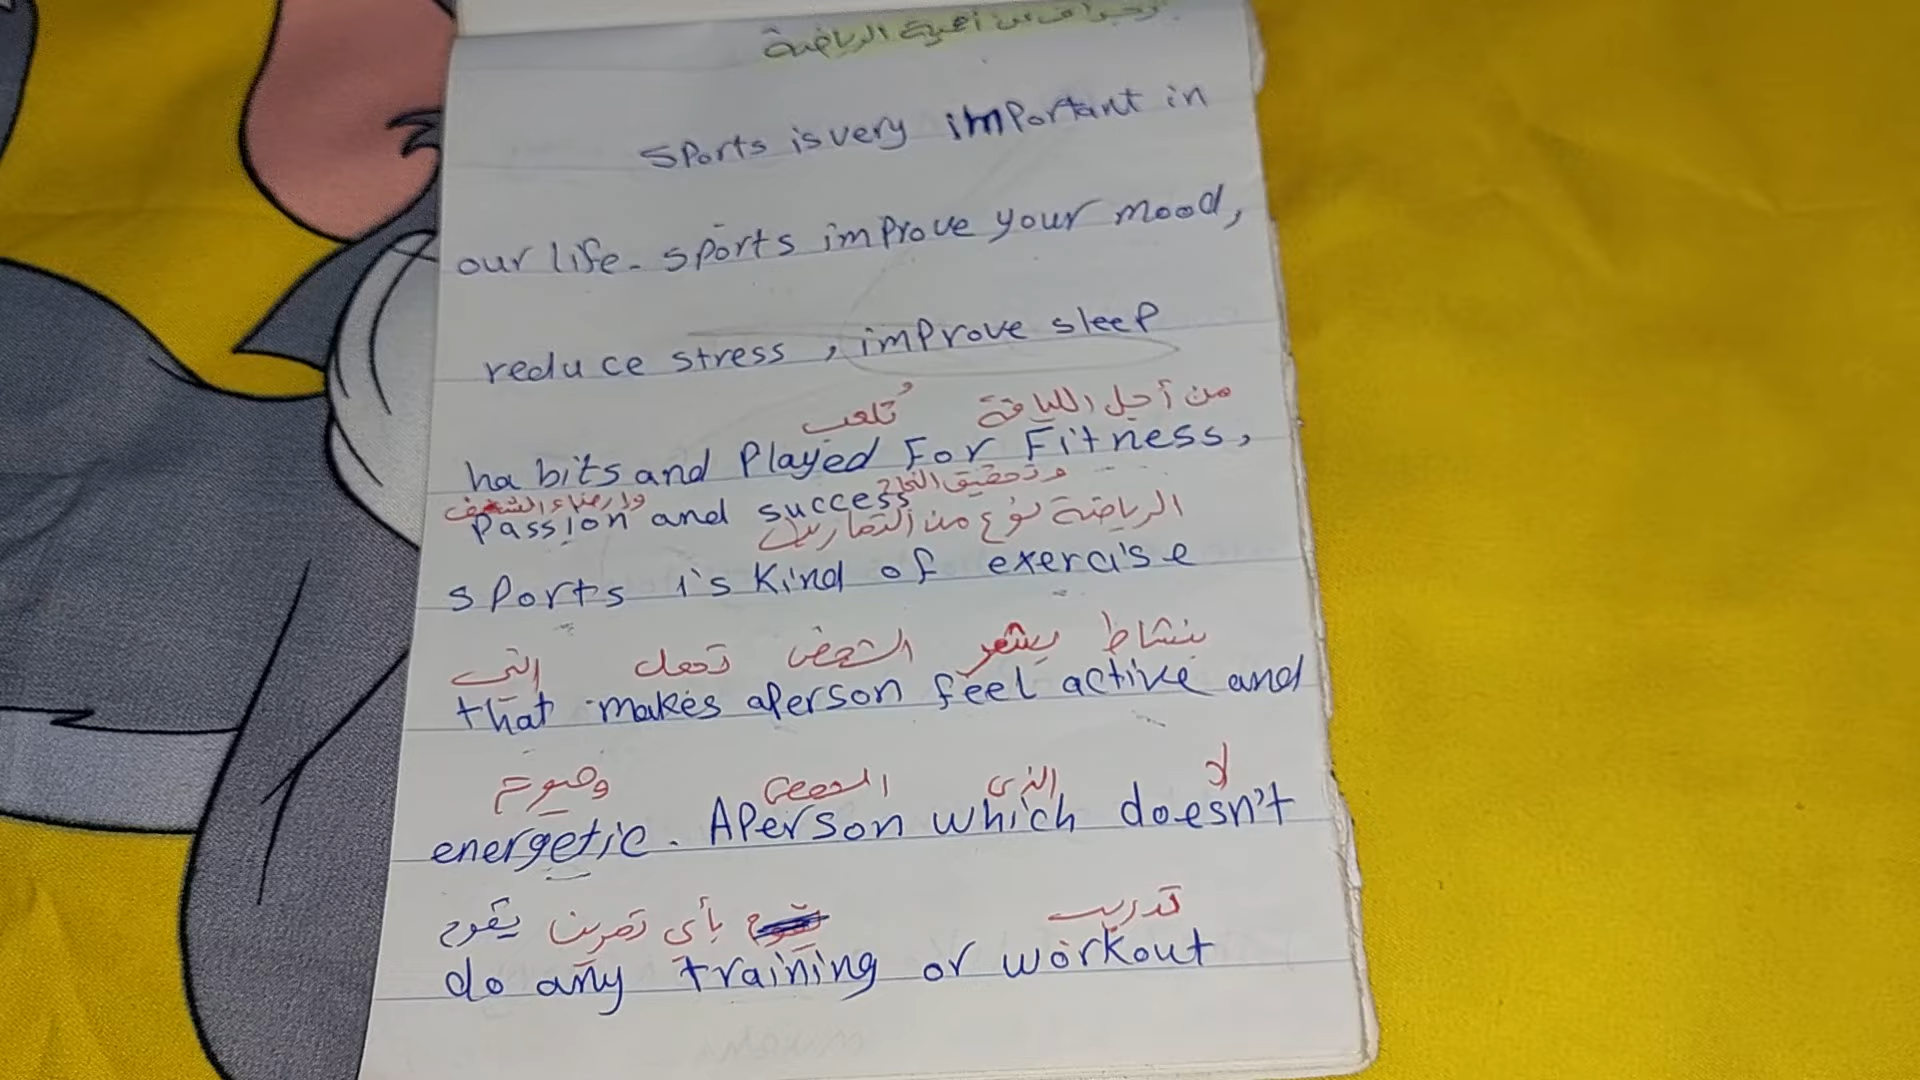 عن أهمية الرياضة
sports is very important in
our life. sports improve your mood,
reduce stress, improve sleep
تُلعب من أجل اللياقة
habits and Played For Fitness,
وتحقيق النجاح
وإرضاء الشغف
Passion and success
الرياضة نوع من التمارين
sports is Kind of exercise
التي تجعل الشخص يشعر بنشاط
that makes aperson feel active and
energetic. Aperson which doesn't
الذي لا
يقوم بأي تمرين تدريب
do any training or workout